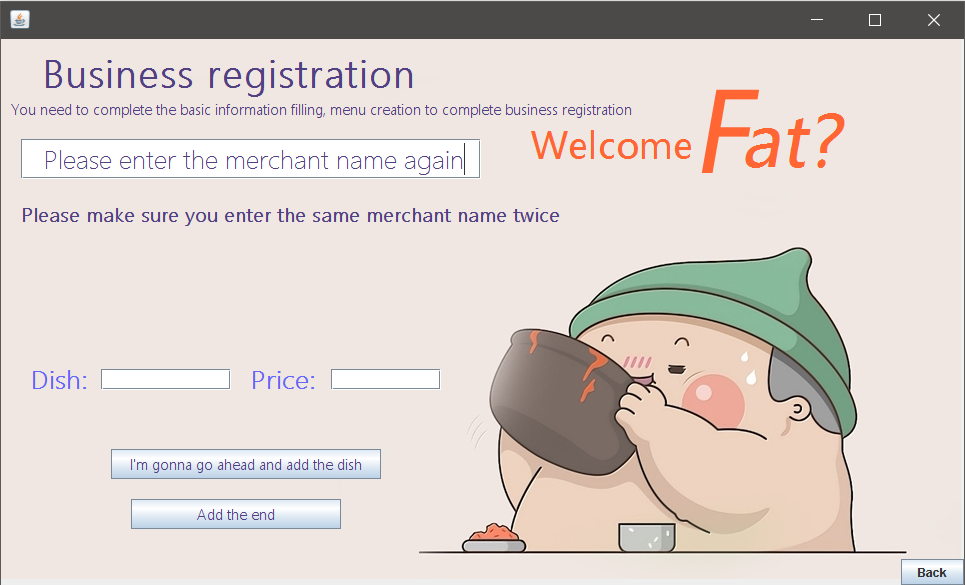 Business registration
You need to complete the basic information filling, menu creation to complete business registration
Welcome Fat?
Please enter the merchant name again
Please make sure you enter the same merchant name twice
Dish: Price:
I'm gonna go ahead and add the dish
Add the end
Back